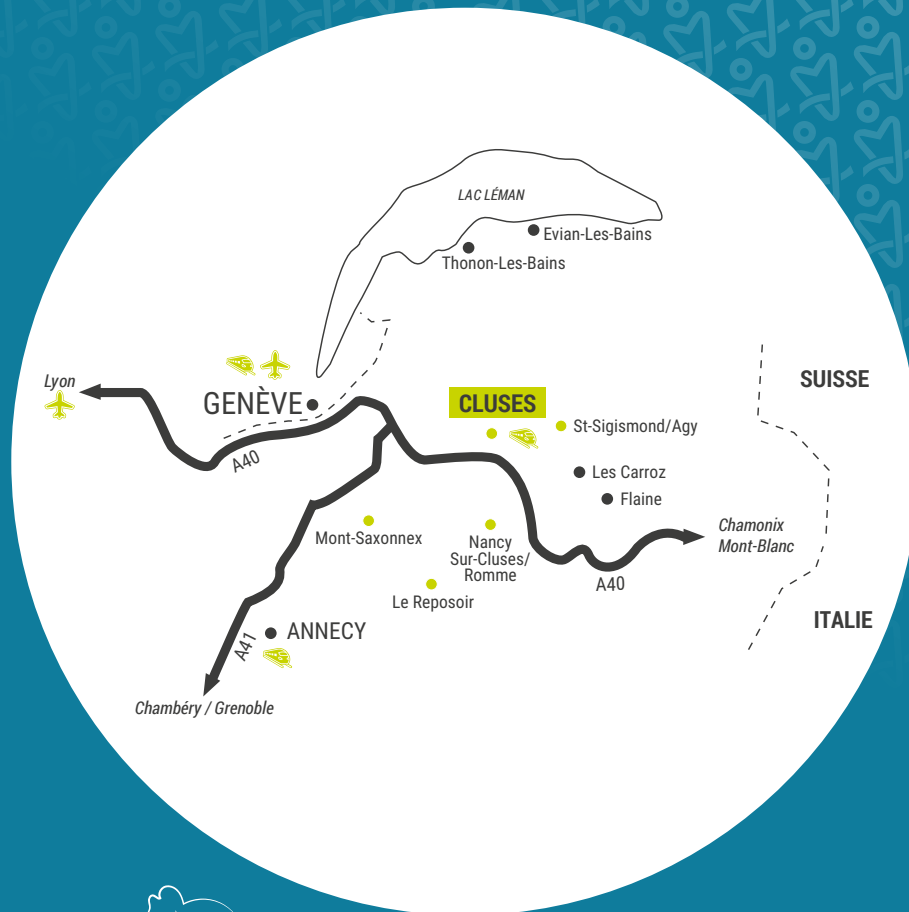 LAC LÉMAN
Evian-Les-Bains
Thonon-Les-Bains
Lyon
GENÈVE
CLUSES
SUISSE
St-Sigismond/Agy
A40
Les Carroz
Flaine
Mont-Saxonnex
Nancy
Sur-Cluses/
Romme
Chamonix
Mont-Blanc
A40
Le Reposoir
ITALIE
ANNECY
A41
Chambéry / Grenoble